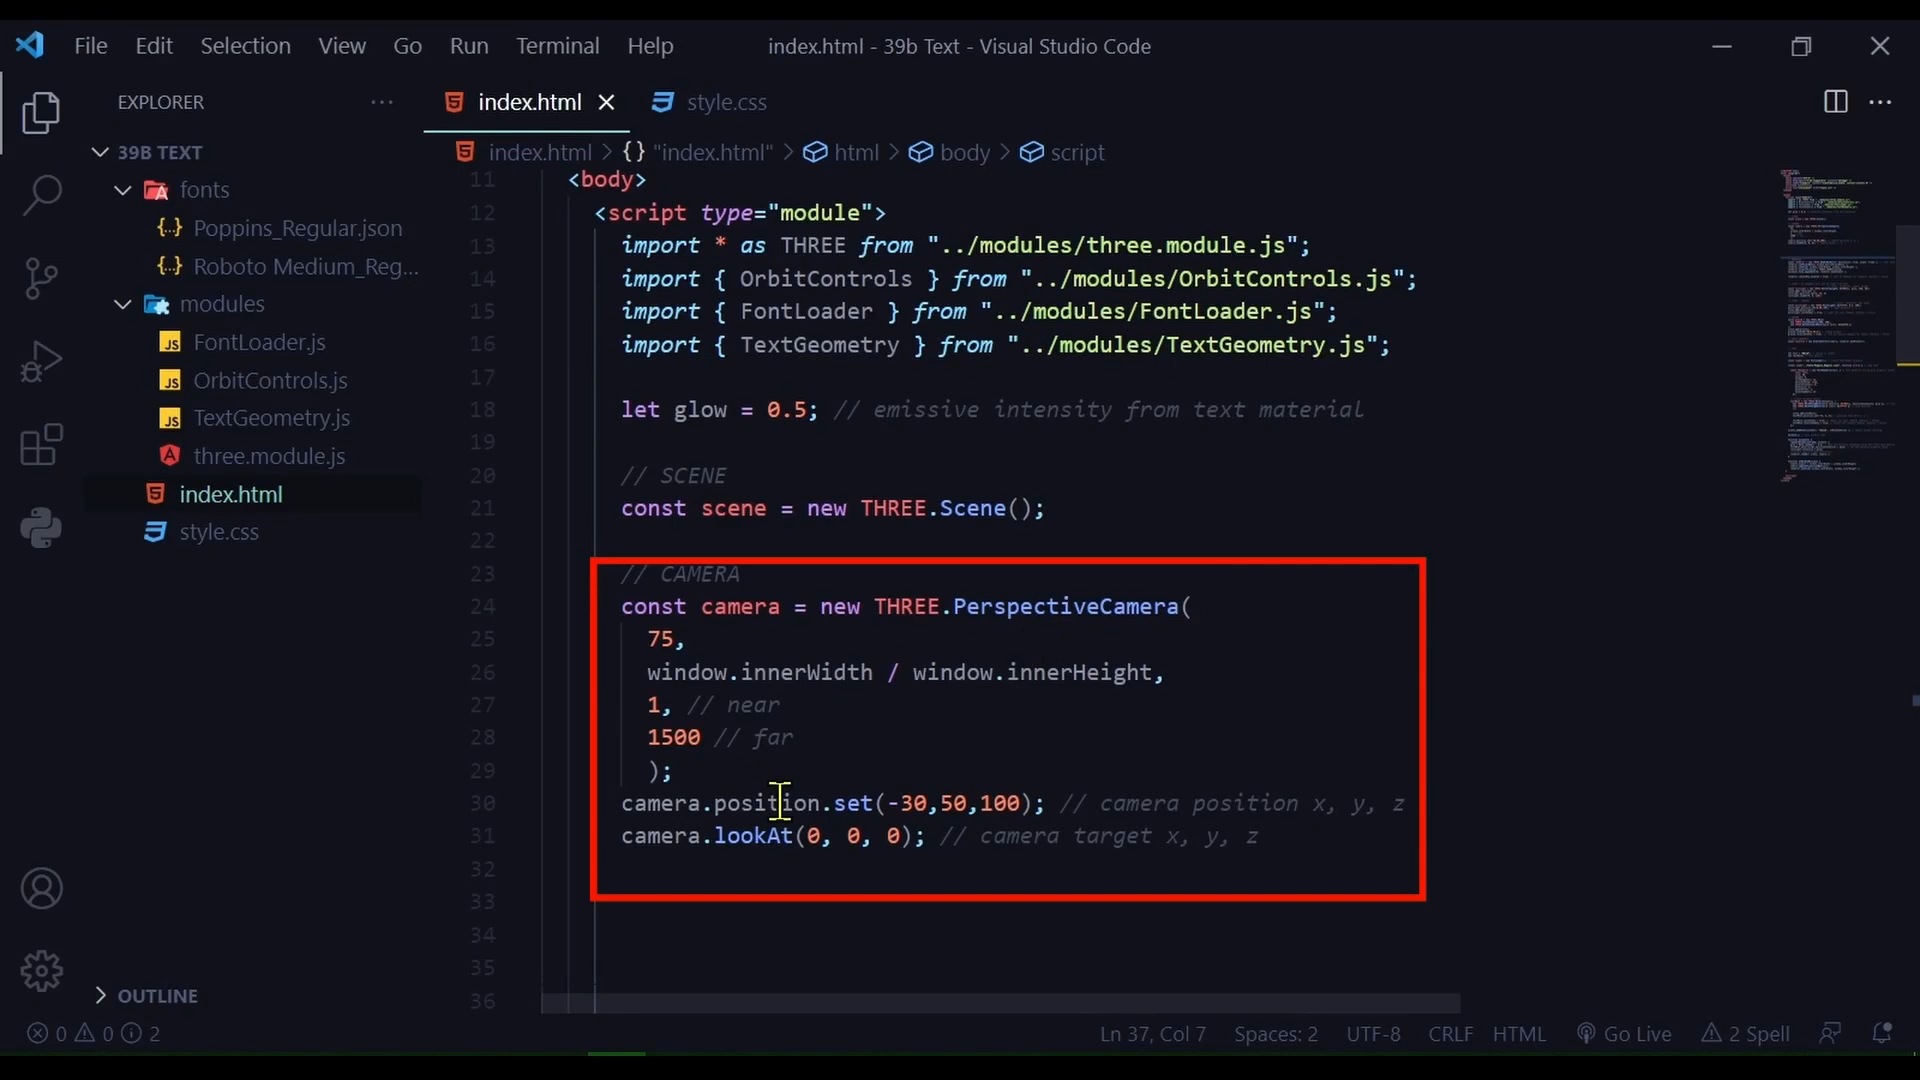 File Edit Selection View Go Run Terminal Help index.html - 39b Text - Visual Studio Code
EXPLORER
39B TEXT
fonts
Poppins_Regular.json
Roboto Medium_Reg...
modules
FontLoader.js
OrbitControls.js
TextGeometry.js
three.module.js
index.html
style.css
OUTLINE
index.html style.css
index.html > {} "index.html" > html > body > script
11 <body>
12 <script type="module">
13 import * as THREE from "../modules/three.module.js";
14 import { OrbitControls } from "../modules/OrbitControls.js";
15 import { FontLoader } from "../modules/FontLoader.js";
16 import { TextGeometry } from "../modules/TextGeometry.js";
17
18 let glow = 0.5; // emissive intensity from text material
19
20 // SCENE
21 const scene = new THREE.Scene();
22
23 // CAMERA
24 const camera = new THREE.PerspectiveCamera(
25 75,
26 window.innerWidth / window.innerHeight,
27 1, // near
28 1500 // far
29 );
30 camera.position.set(-30,50,100); // camera position x, y, z
31 camera.lookAt(0, 0, 0); // camera target x, y, z
32
33
34
35
36
0 0 2 Ln 37, Col 7 Spaces: 2 UTF-8 CRLF HTML Go Live 2 Spell